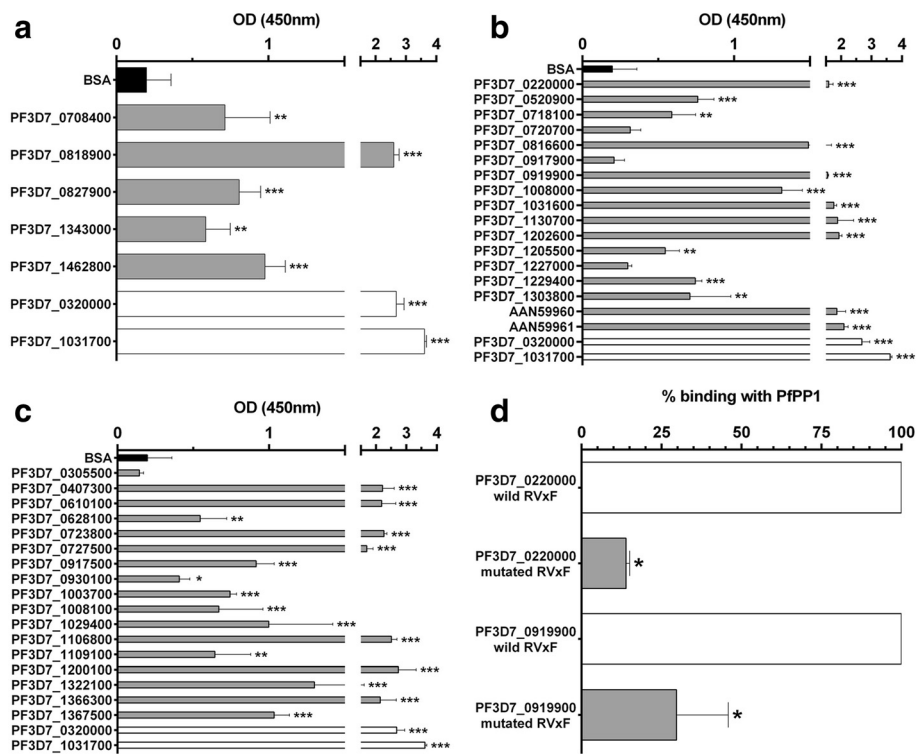 a
OD (450nm)
0 1 2 3 4
BSA
PF3D7_0708400 **
PF3D7_0818900 ***
PF3D7_0827900 ***
PF3D7_1343000 **
PF3D7_1462800 ***
PF3D7_0320000 ***
PF3D7_1031700 ***
b
OD (450nm)
0 1 2 3 4
BSA
PF3D7_0220000 ***
PF3D7_0520900 ***
PF3D7_0718100 **
PF3D7_0720700
PF3D7_0816600 ***
PF3D7_0917900
PF3D7_0919900 ***
PF3D7_1008000 ***
PF3D7_1031600 ***
PF3D7_1130700 ***
PF3D7_1202600 ***
PF3D7_1205500 **
PF3D7_1227000
PF3D7_1229400 ***
PF3D7_1303800 **
AAN59960 ***
AAN59961 ***
PF3D7_0320000 ***
PF3D7_1031700 ***
c
OD (450nm)
0 1 2 3 4
BSA
PF3D7_0305500
PF3D7_0407300 ***
PF3D7_0610100 ***
PF3D7_0628100 **
PF3D7_0723800 ***
PF3D7_0727500 ***
PF3D7_0917500 ***
PF3D7_0930100 *
PF3D7_1003700 ***
PF3D7_1008100 ***
PF3D7_1029400 ***
PF3D7_1106800 ***
PF3D7_1109100 **
PF3D7_1200100 ***
PF3D7_1322100 ***
PF3D7_1366300 ***
PF3D7_1367500 ***
PF3D7_0320000 ***
PF3D7_1031700 ***
d
% binding with PfPP1
0 25 50 75 100
PF3D7_0220000
wild RVxF
PF3D7_0220000
mutated RVxF *
PF3D7_0919900
wild RVxF
PF3D7_0919900
mutated RVxF *